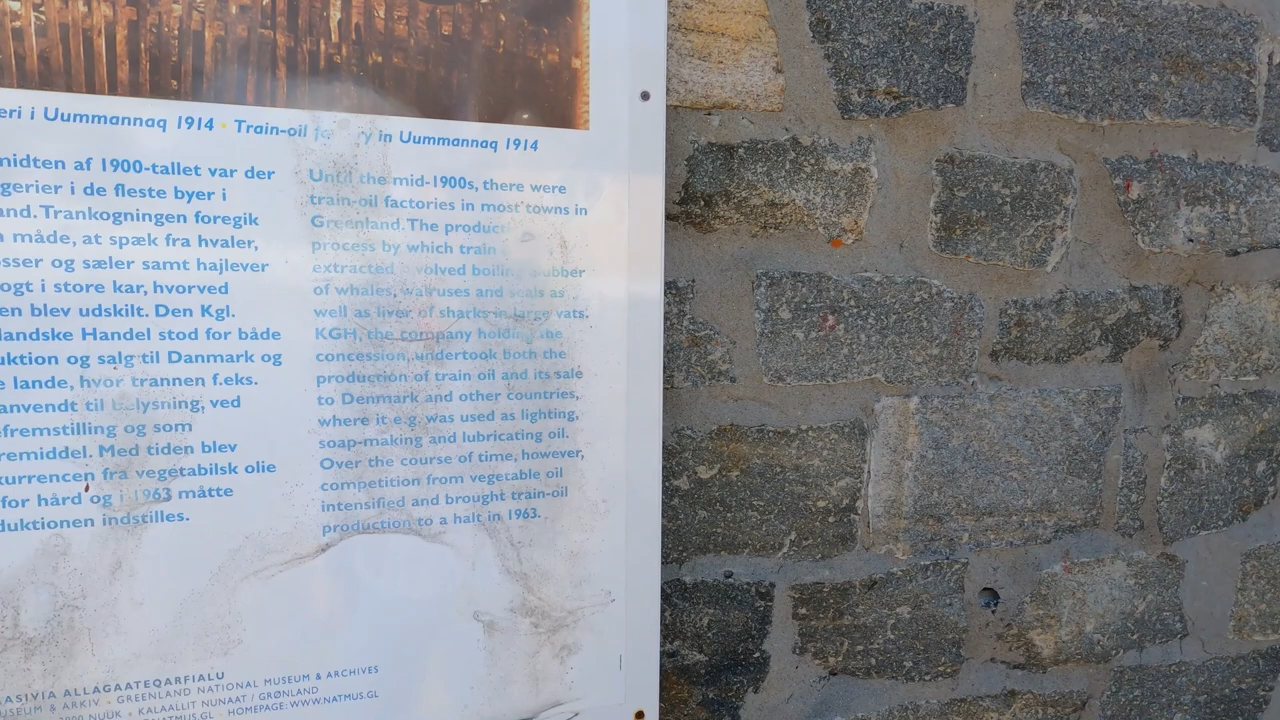 eri i Uummannaq 1914 • Train-oil in Uummannaq 1914
midten af 1900-tallet var der
gerier i de fleste byer i
and. Trankogningen foregik
måde, at spæk fra hvaler,
osser og sæler samt hajlever
ogt i store kar, hvorved
en blev udskilt. Den Kgl.
landske Handel stod for både
uktion og salg til Danmark og
e lande, hvor trannen f.eks.
anvendt til belysning, ved
efremstilling og som
remiddel. Med tiden blev
kurrencen fra vegetabilsk olie
for hård og i 1963 måtte
duktionen indstilles.
Until the mid-1900s, there were
train-oil factories in most towns in
Greenland. The product
process by which train
extracted boiling
of whales, walruses and seals as
well as liver of sharks in large vats.
KGH, the company holding the
concession, undertook both the
production of train oil and its sale
to Denmark and other countries,
where it e.g. was used as lighting,
soap-making and lubricating oil.
Over the course of time, however,
competition from vegetable oil
intensified and brought train-oil
production to a halt in 1963.
ASIVIA ALLAGAATEQARFIALU
USEUM & ARKIV • GREENLAND NATIONAL MUSEUM & ARCHIVES
NUUK • KALAALLIT NUNAAT / GRØNLAND
NATMUS.GL • HOMEPAGE: WWW.NATMUS.GL